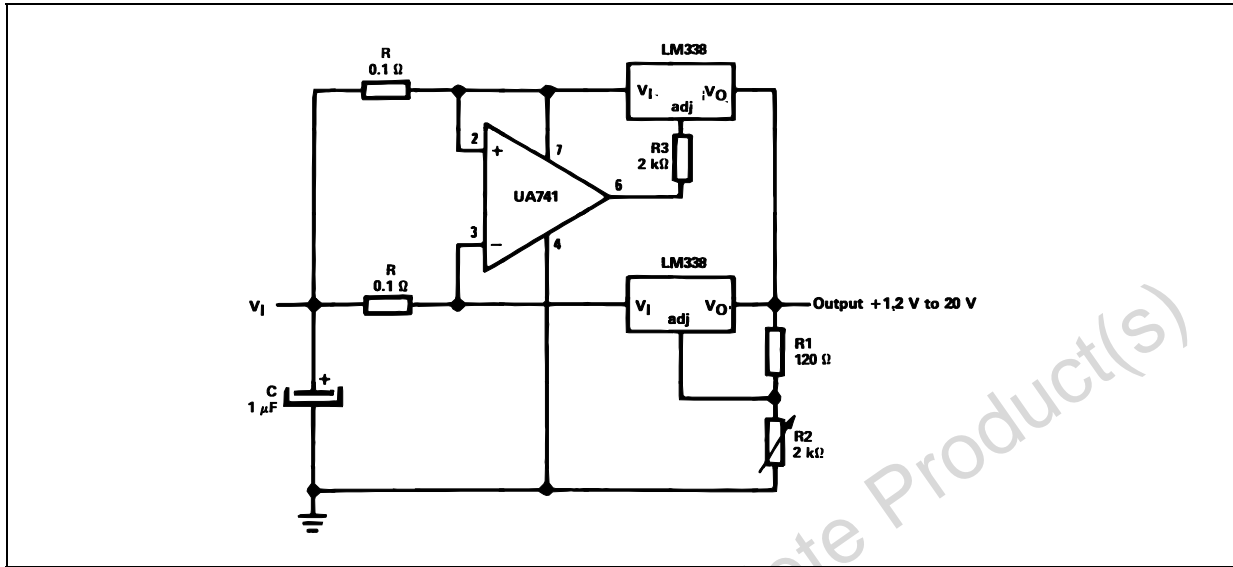 LM338
R
0.1 Ω
VI
VO
adj
2
+
7
R3
2 kΩ
6
UA741
3
−
4
R
0.1 Ω
LM338
VI
VI
VO
adj
Output +1,2 V to 20 V
R1
120 Ω
+
C
1 µF
R2
2 kΩ
ete Product(s)